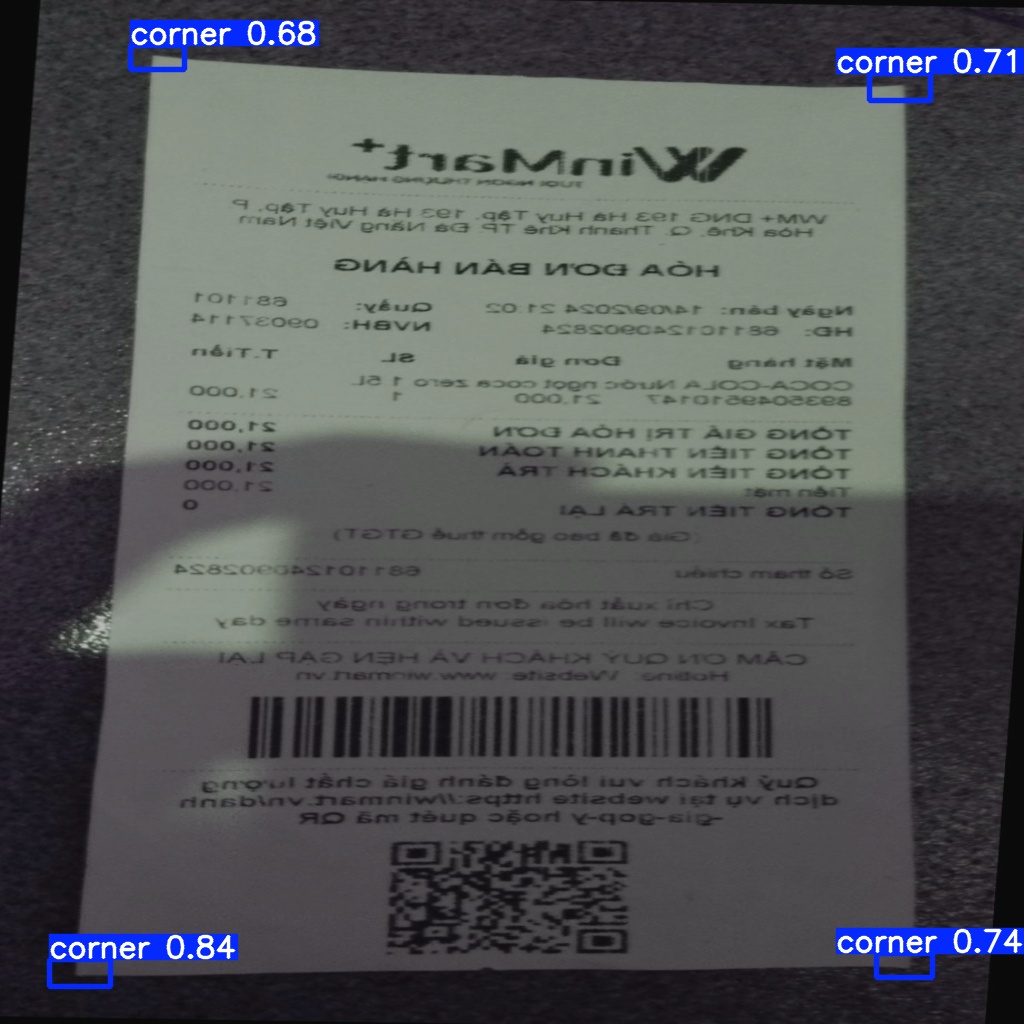 corner 0.68
corner 0.71
WinMart+
TƯƠI NGON THƯỢNG HẠNG
WM+ DNG 193 Hà Huy Tập, 193 Hà Huy Tập, P.
Hòa Khê, Q. Thanh Khê TP Đà Nẵng Việt Nam
HÓA ĐƠN BÁN HÀNG
Ngày bán: 14/09/2024 21:02 Quầy: 681101
HĐ: 681101240902824 NVBH: 09037114
Mặt hàng Đơn giá SL T.Tiền
COCA-COLA Nước ngọt coca zero 1.5L
8935049510147 21.000 1 21.000
TỔNG GIÁ TRỊ HÓA ĐƠN 21,000
TỔNG TIỀN THANH TOÁN 21,000
TỔNG TIỀN KHÁCH TRẢ 21,000
Tiền mặt 21.000
TỔNG TIỀN TRẢ LẠI 0
(Giá đã bao gồm thuế GTGT)
Số tham chiếu 681101240902824
Chỉ xuất hóa đơn trong ngày
Tax Invoice will be issued within same day
CẢM ƠN QUÝ KHÁCH VÀ HẸN GẶP LẠI
Hotline: Website: www.winmart.vn
Quý khách vui lòng đánh giá chất lượng
dịch vụ tại website https://winmart.vn/danh
-gia-gop-y hoặc quét mã QR
corner 0.84
corner 0.74